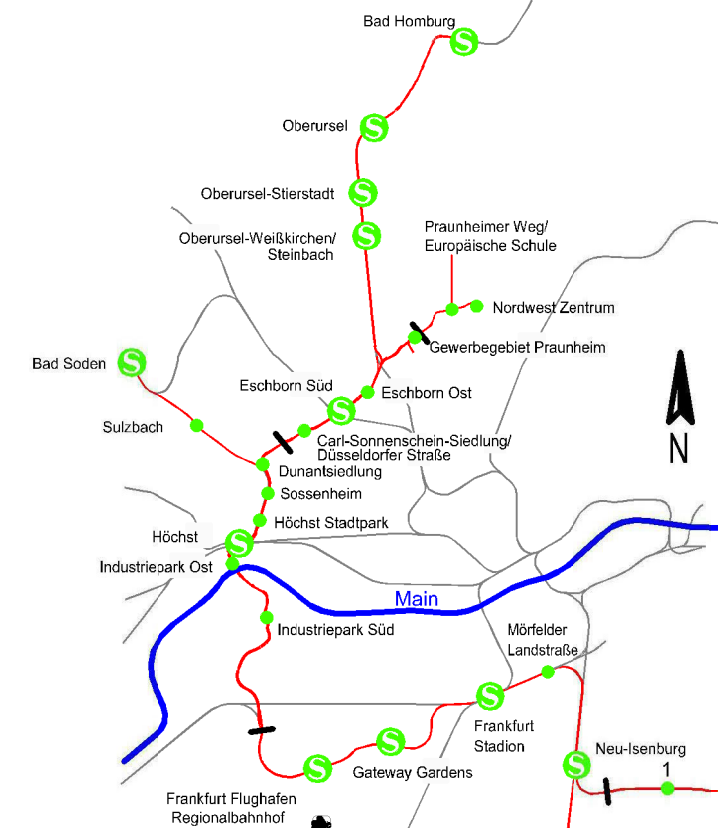 Bad Homburg
S
Oberursel
S
Oberursel-Stierstadt
S
Oberursel-Weißkirchen/
Steinbach
S
Praunheimer Weg/
Europäische Schule
Nordwest Zentrum
Gewerbegebiet Praunheim
Bad Soden
S
Eschborn Süd
S
Eschborn Ost
Sulzbach
Carl-Sonnenschein-Siedlung/
Düsseldorfer Straße
N
Dunantsiedlung
Sossenheim
Höchst Stadtpark
Höchst
S
Industriepark Ost
Main
Industriepark Süd
Mörfelder
Landstraße
S
Frankfurt
Stadion
S
Gateway Gardens
S
Neu-Isenburg
S
1
Frankfurt Flughafen
Regionalbahnhof